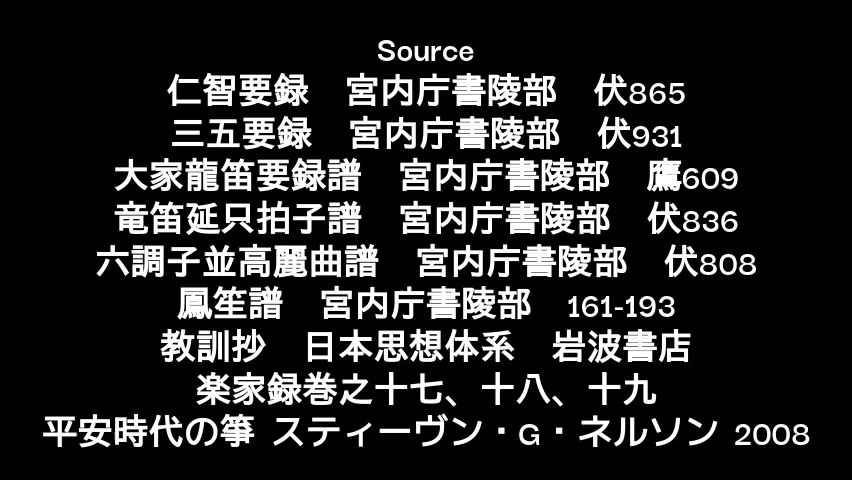 Source
仁智要録　宮内庁書陵部　伏865
三五要録　宮内庁書陵部　伏931
大家龍笛要録譜　宮内庁書陵部　鷹609
竜笛延只拍子譜　宮内庁書陵部　伏836
六調子並高麗曲譜　宮内庁書陵部　伏808
鳳笙譜　宮内庁書陵部　161-193
教訓抄　日本思想体系　岩波書店
楽家録巻之十七、十八、十九
平安時代の箏 スティーヴン・G・ネルソン 2008